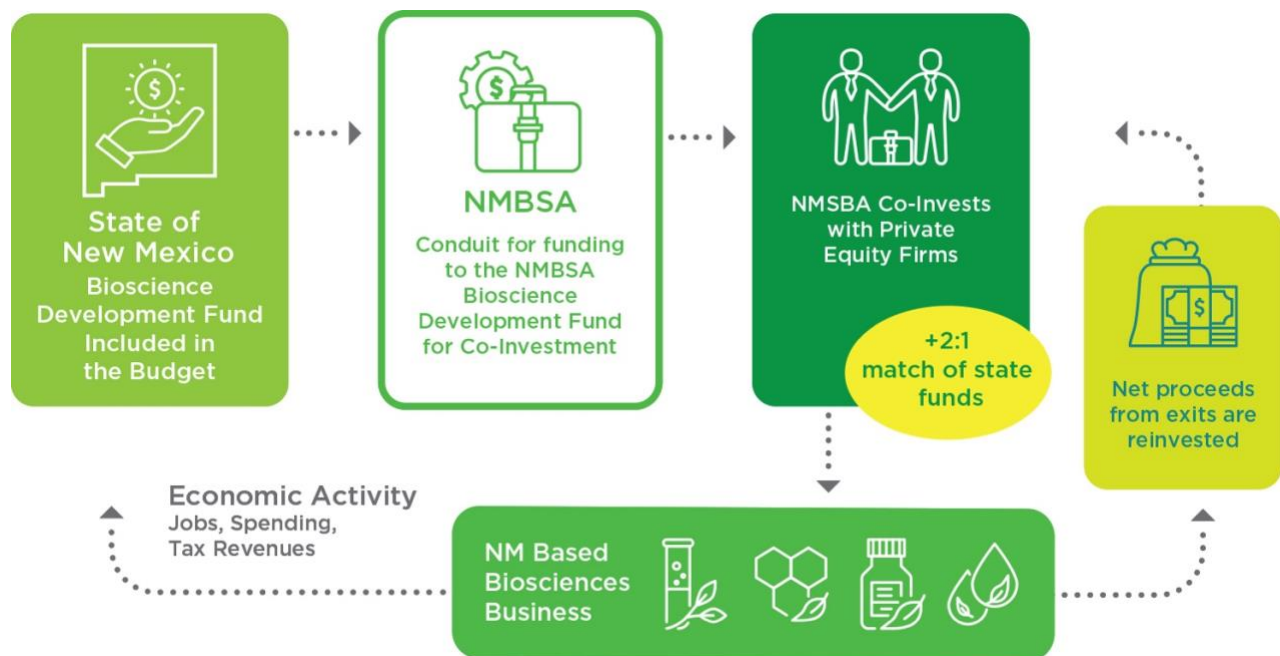 State of
New Mexico
Bioscience
Development Fund
Included in
the Budget
$
NMBSA
Conduit for funding
to the NMBSA
Bioscience
Development Fund
for Co-Investment
$
NMSBA Co-Invests
with Private
Equity Firms
+2:1
match of state
funds
$
Net proceeds
from exits are
reinvested
Economic Activity
Jobs, Spending,
Tax Revenues
NM Based
Biosciences
Business